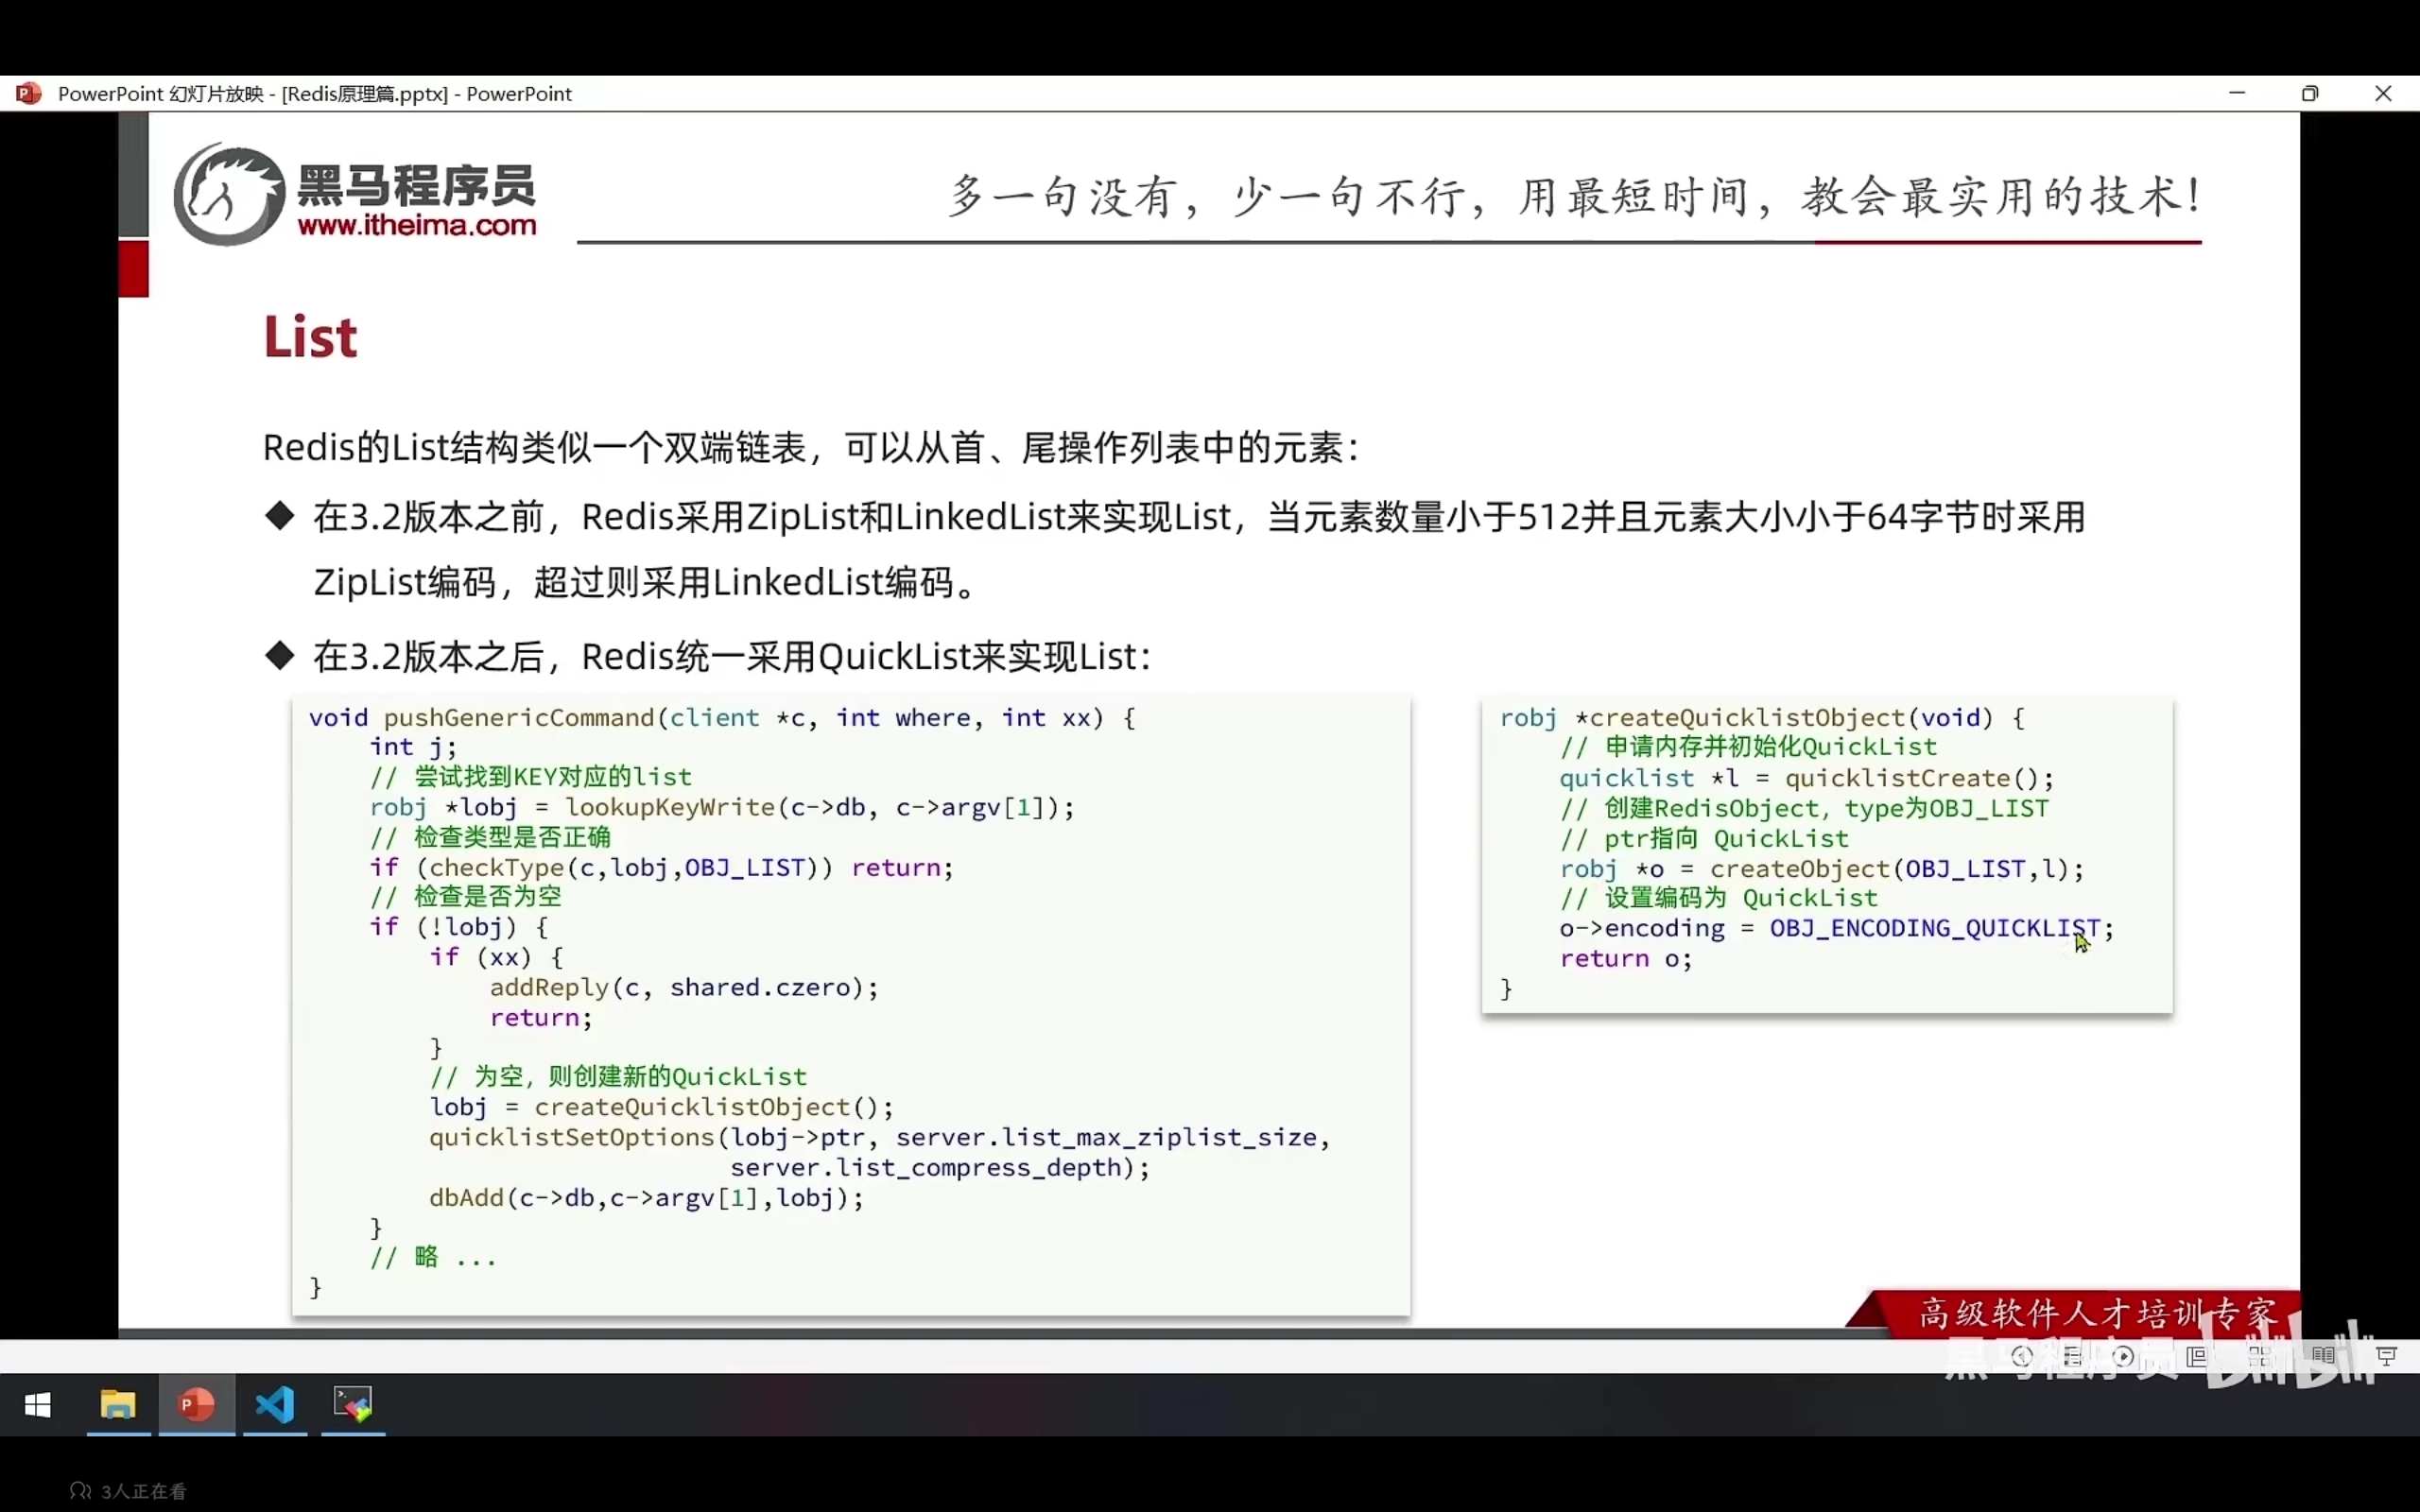 PowerPoint 幻灯片放映 - [Redis原理篇.pptx] - PowerPoint
黑马程序员
www.itheima.com
多一句没有，少一句不行，用最短时间，教会最实用的技术！
List
Redis的List结构类似一个双端链表，可以从首、尾操作列表中的元素：
◆ 在3.2版本之前，Redis采用ZipList和LinkedList来实现List，当元素数量小于512并且元素大小小于64字节时采用
ZipList编码，超过则采用LinkedList编码。
◆ 在3.2版本之后，Redis统一采用QuickList来实现List：
void pushGenericCommand(client *c, int where, int xx) {
    int j;
    // 尝试找到KEY对应的list
    robj *lobj = lookupKeyWrite(c->db, c->argv[1]);
    // 检查类型是否正确
    if (checkType(c,lobj,OBJ_LIST)) return;
    // 检查是否为空
    if (!lobj) {
        if (xx) {
            addReply(c, shared.czero);
            return;
        }
        // 为空，则创建新的QuickList
        lobj = createQuicklistObject();
        quicklistSetOptions(lobj->ptr, server.list_max_ziplist_size,
                            server.list_compress_depth);
        dbAdd(c->db,c->argv[1],lobj);
    }
    // 略 ...
}
robj *createQuicklistObject(void) {
    // 申请内存并初始化QuickList
    quicklist *l = quicklistCreate();
    // 创建RedisObject，type为OBJ_LIST
    // ptr指向 QuickList
    robj *o = createObject(OBJ_LIST,l);
    // 设置编码为 QuickList
    o->encoding = OBJ_ENCODING_QUICKLIST;
    return o;
}
高级软件人才培训专家
黑马程序员 bilibili
3人正在看